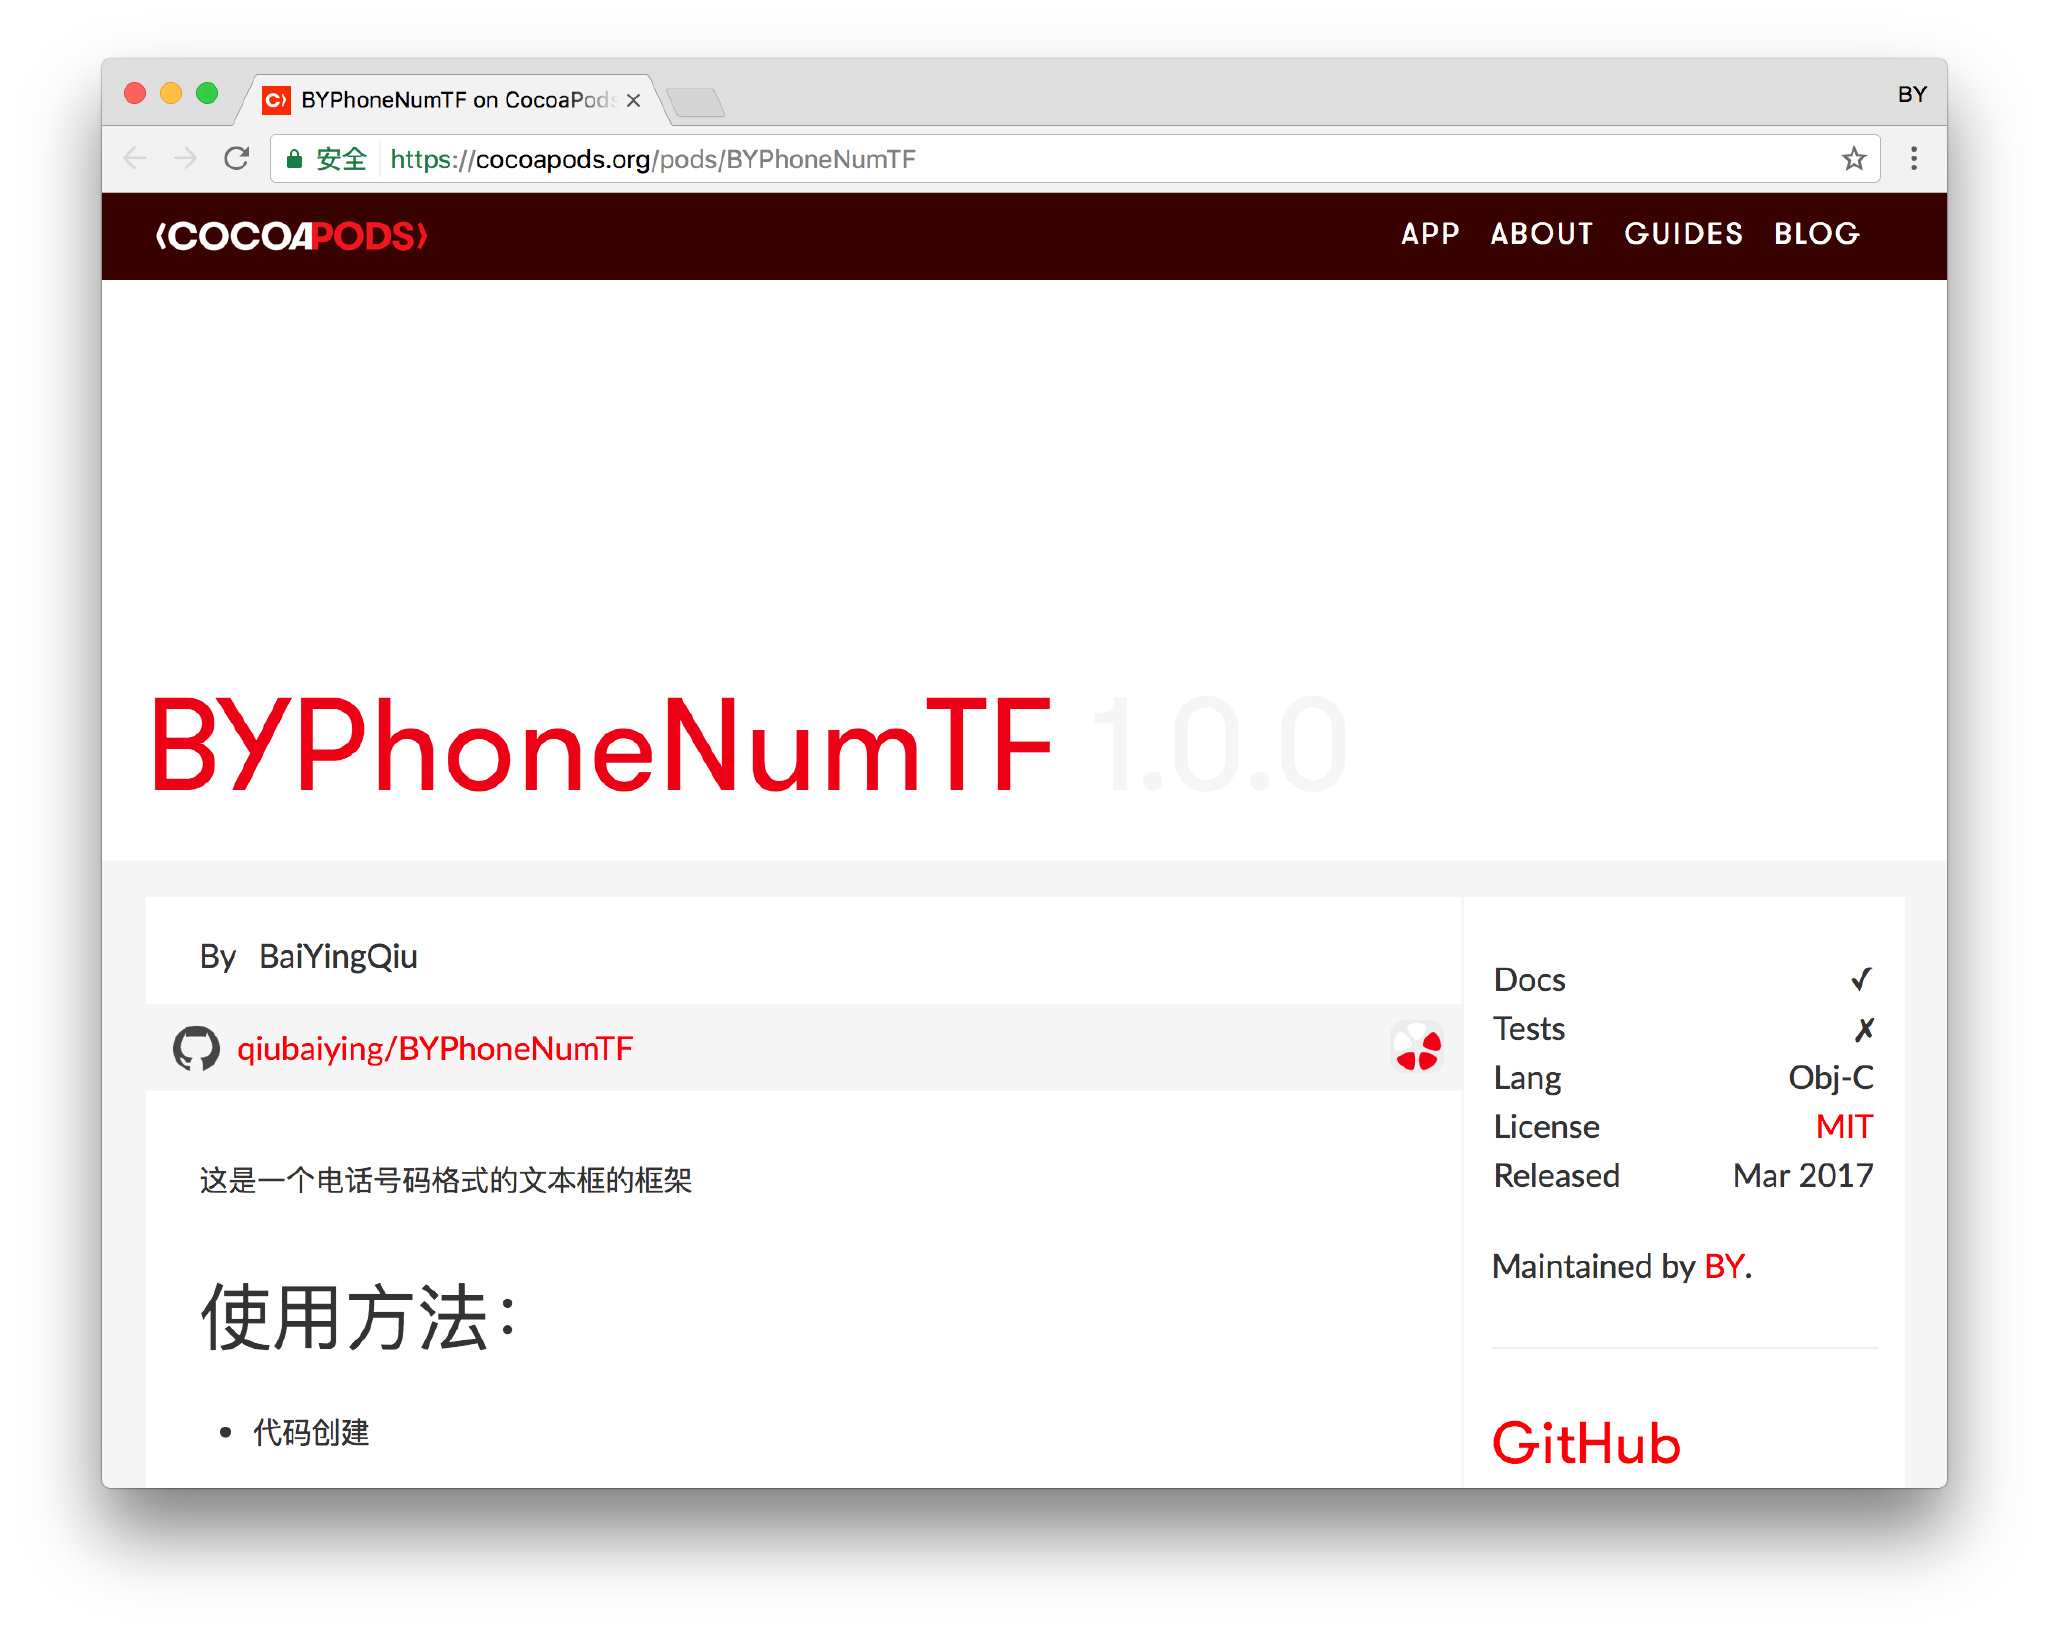 BYPhoneNumTF on CocoaPods
BY
安全 https://cocoapods.org/pods/BYPhoneNumTF
COCOAPODS
APP ABOUT GUIDES BLOG
BYPhoneNumTF 1.0.0
By BaiYingQiu
qiubaiying/BYPhoneNumTF
这是一个电话号码格式的文本框的框架
使用方法：
• 代码创建
Docs ✓
Tests ✗
Lang Obj-C
License MIT
Released Mar 2017
Maintained by BY.
GitHub